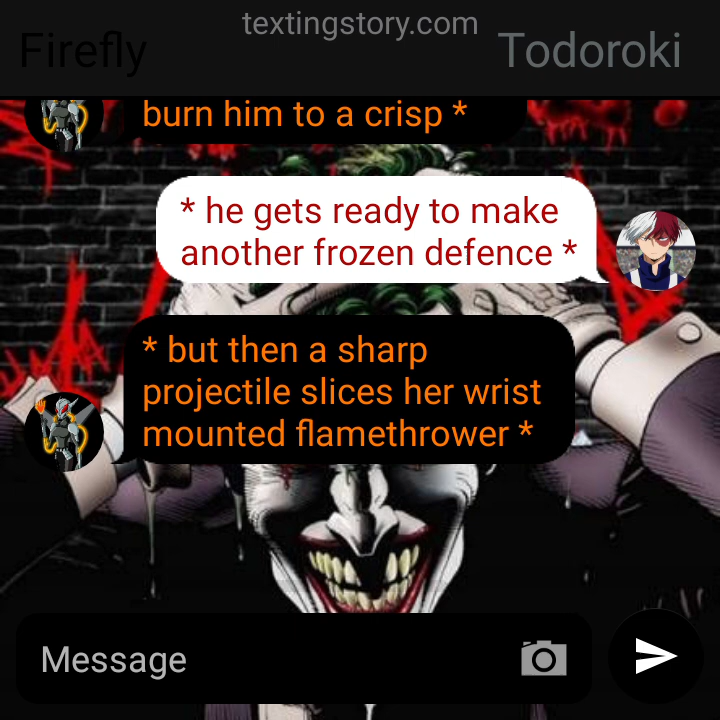 textingstory.com
Firefly
Todoroki
burn him to a crisp *
* he gets ready to make
another frozen defence *
* but then a sharp
projectile slices her wrist
mounted flamethrower *
Message